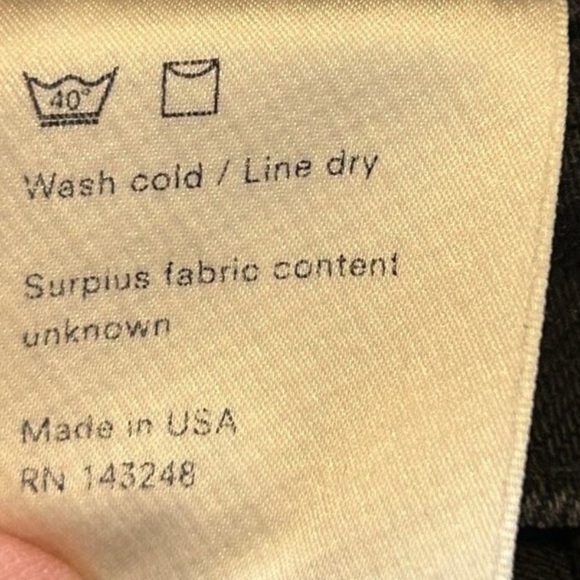 40°
Wash cold / Line dry
Surplus fabric content
unknown
Made in USA
RN 143248